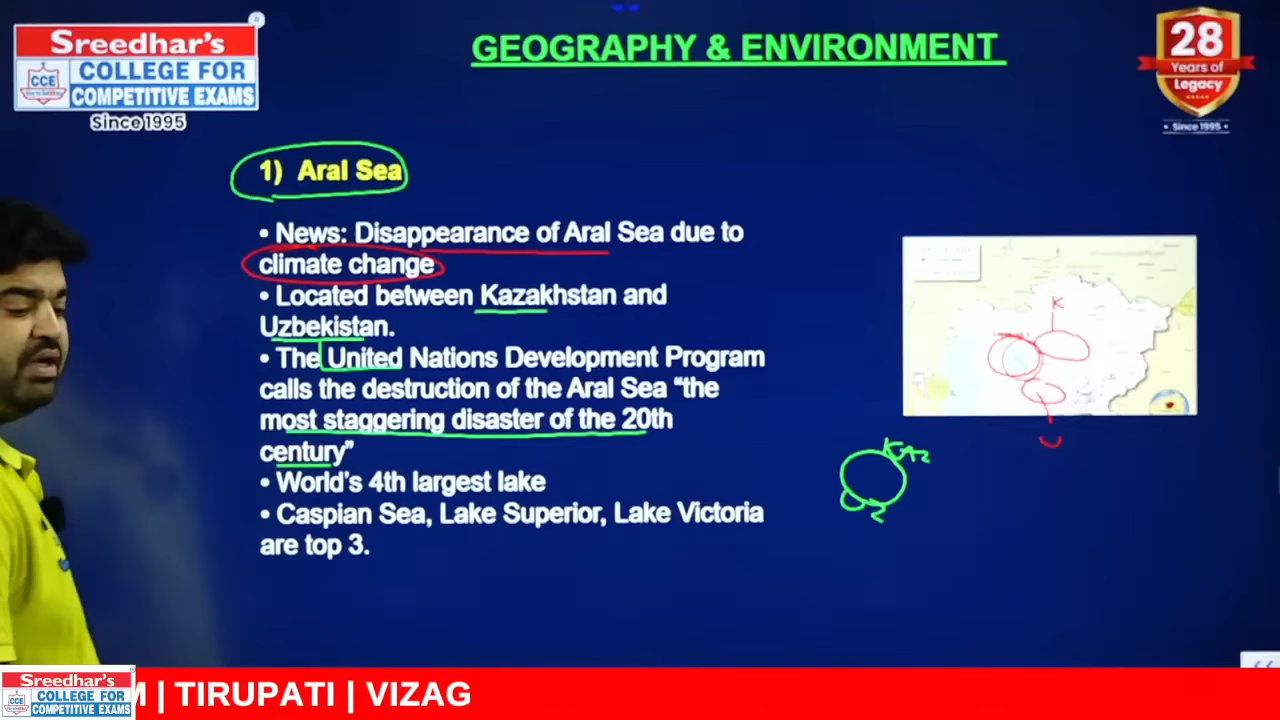 Sreedhar's
CCE
COLLEGE FOR
COMPETITIVE EXAMS
Since 1995
GEOGRAPHY & ENVIRONMENT
28
Years of
Legacy
• Since 1995 •
1) Aral Sea
• News: Disappearance of Aral Sea due to
climate change
• Located between Kazakhstan and
Uzbekistan.
• The United Nations Development Program
calls the destruction of the Aral Sea “the
most staggering disaster of the 20th
century”
• World’s 4th largest lake
• Caspian Sea, Lake Superior, Lake Victoria
are top 3.
K
U
KAZ
UZ
Sreedhar's
CCE
COLLEGE FOR
COMPETITIVE EXAMS
M | TIRUPATI | VIZAG